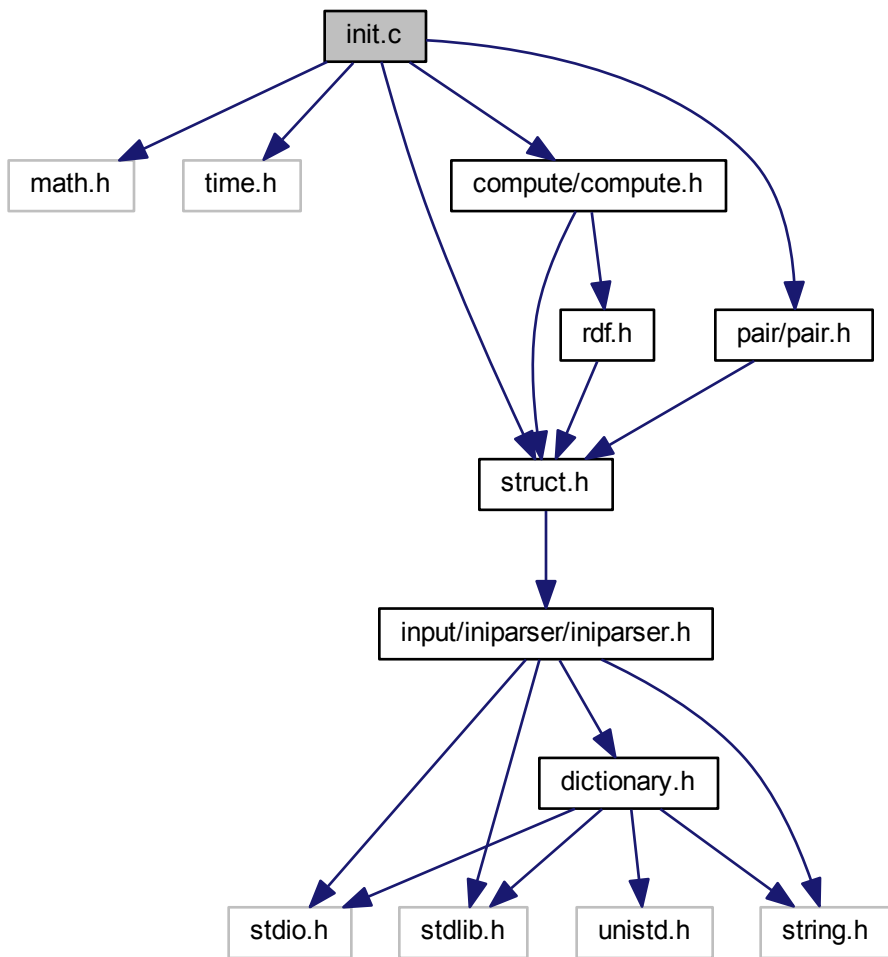 init.c
math.h
time.h
compute/compute.h
rdf.h
pair/pair.h
struct.h
input/iniparser/iniparser.h
dictionary.h
stdio.h
stdlib.h
unistd.h
string.h